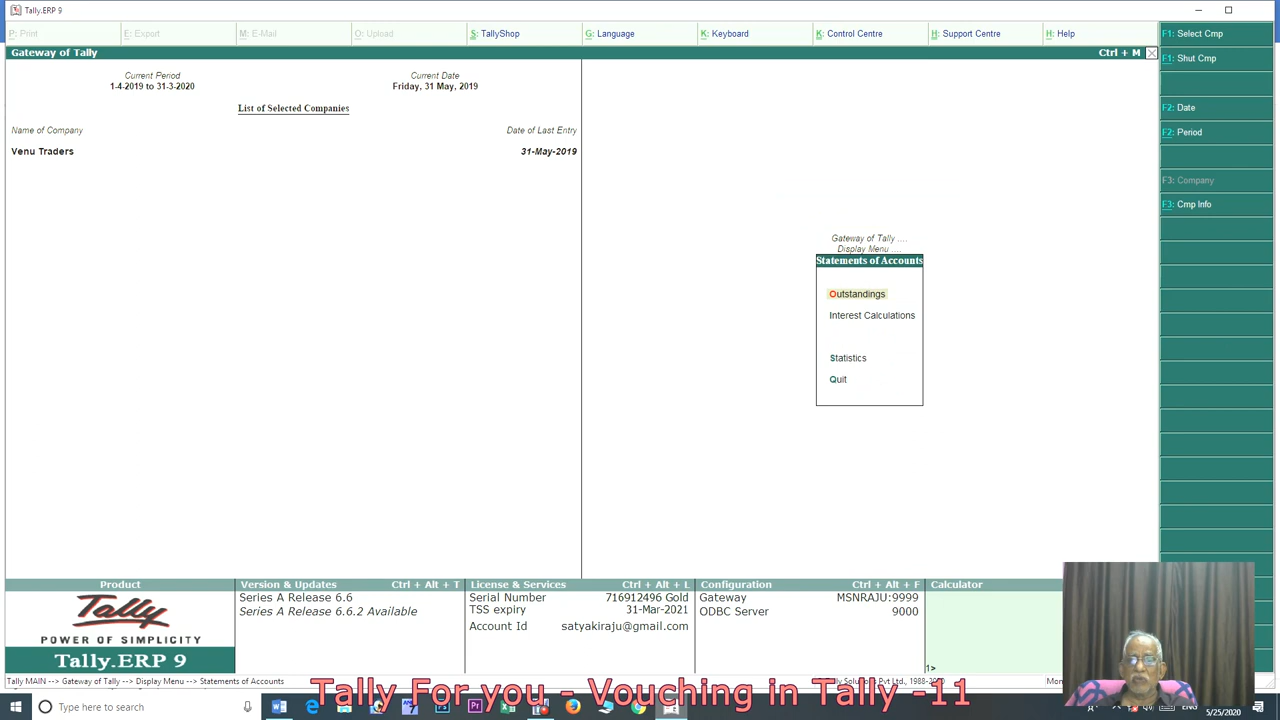 Tally.ERP 9
P: Print
E: Export
M: E-Mail
O: Upload
S: TallyShop
G: Language
K: Keyboard
K: Control Centre
H: Support Centre
H: Help
Gateway of Tally
Ctrl + M
Current Period
1-4-2019 to 31-3-2020
Current Date
Friday, 31 May, 2019
List of Selected Companies
Name of Company
Date of Last Entry
Venu Traders
31-May-2019
Gateway of Tally ....
Display Menu ....
Statements of Accounts
Outstandings
Interest Calculations
Statistics
Quit
F1: Select Cmp
F1: Shut Cmp
F2: Date
F2: Period
F3: Company
F3: Cmp Info
Product
Tally
POWER OF SIMPLICITY
Tally.ERP 9
Version & Updates Ctrl + Alt + T
Series A Release 6.6
Series A Release 6.6.2 Available
License & Services Ctrl + Alt + L
Serial Number 716912496 Gold
TSS expiry 31-Mar-2021
Account Id satyakiraju@gmail.com
Configuration Ctrl + Alt + F
Gateway MSNRAJU:9999
ODBC Server 9000
Calculator
1>
Tally MAIN --> Gateway of Tally --> Display Menu --> Statements of Accounts
Pvt Ltd., 1988-
Tally For you - Vouching in Tally -11
Type here to search
5/25/2020